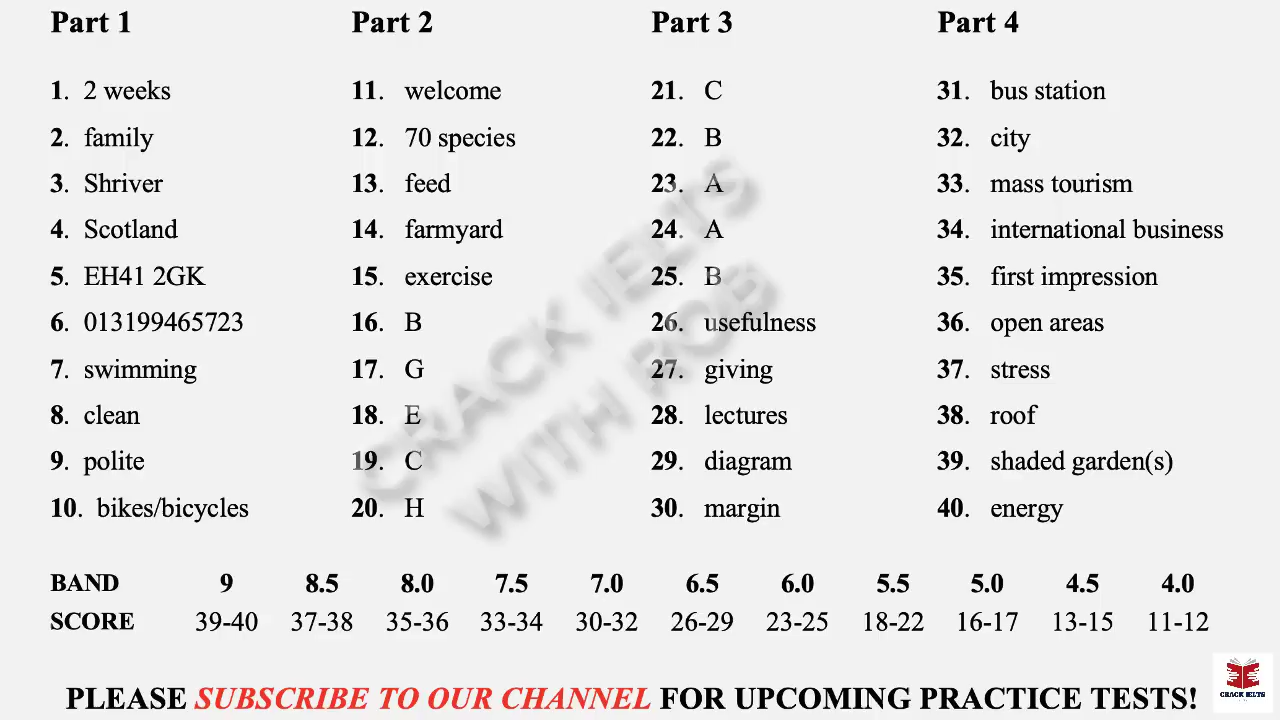 Part 1
1. 2 weeks
2. family
3. Shriver
4. Scotland
5. EH41 2GK
6. 013199465723
7. swimming
8. clean
9. polite
10. bikes/bicycles
Part 2
11. welcome
12. 70 species
13. feed
14. farmyard
15. exercise
16. B
17. G
18. E
19. C
20. H
Part 3
21. C
22. B
23. A
24. A
25. B
26. usefulness
27. giving
28. lectures
29. diagram
30. margin
Part 4
31. bus station
32. city
33. mass tourism
34. international business
35. first impression
36. open areas
37. stress
38. roof
39. shaded garden(s)
40. energy
CRACK IELTS
WITH ROB
BAND 9 8.5 8.0 7.5 7.0 6.5 6.0 5.5 5.0 4.5 4.0
SCORE 39-40 37-38 35-36 33-34 30-32 26-29 23-25 18-22 16-17 13-15 11-12
PLEASE SUBSCRIBE TO OUR CHANNEL FOR UPCOMING PRACTICE TESTS!
CRACK IELTS